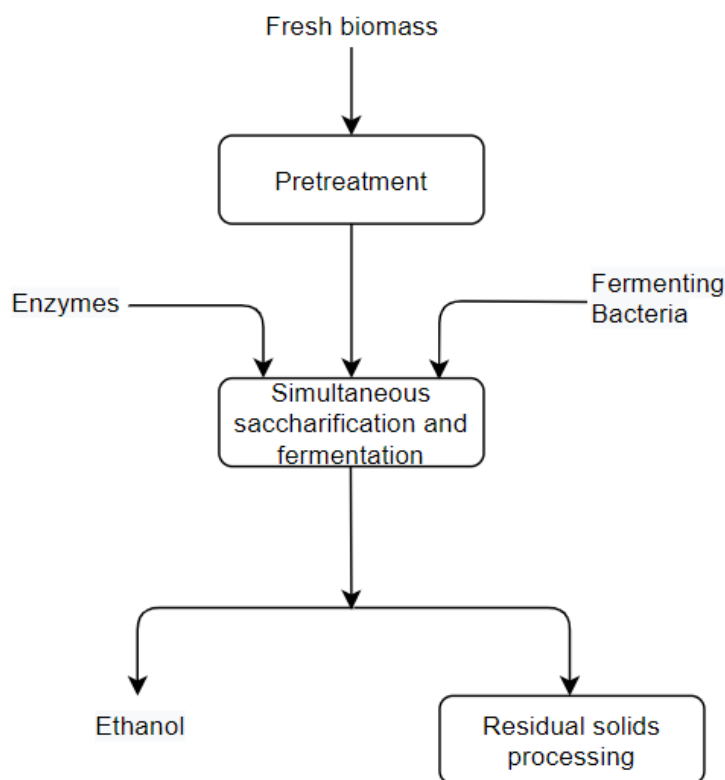 Fresh biomass
Pretreatment
Enzymes
Fermenting
Bacteria
Simultaneous
saccharification and
fermentation
Ethanol
Residual solids
processing